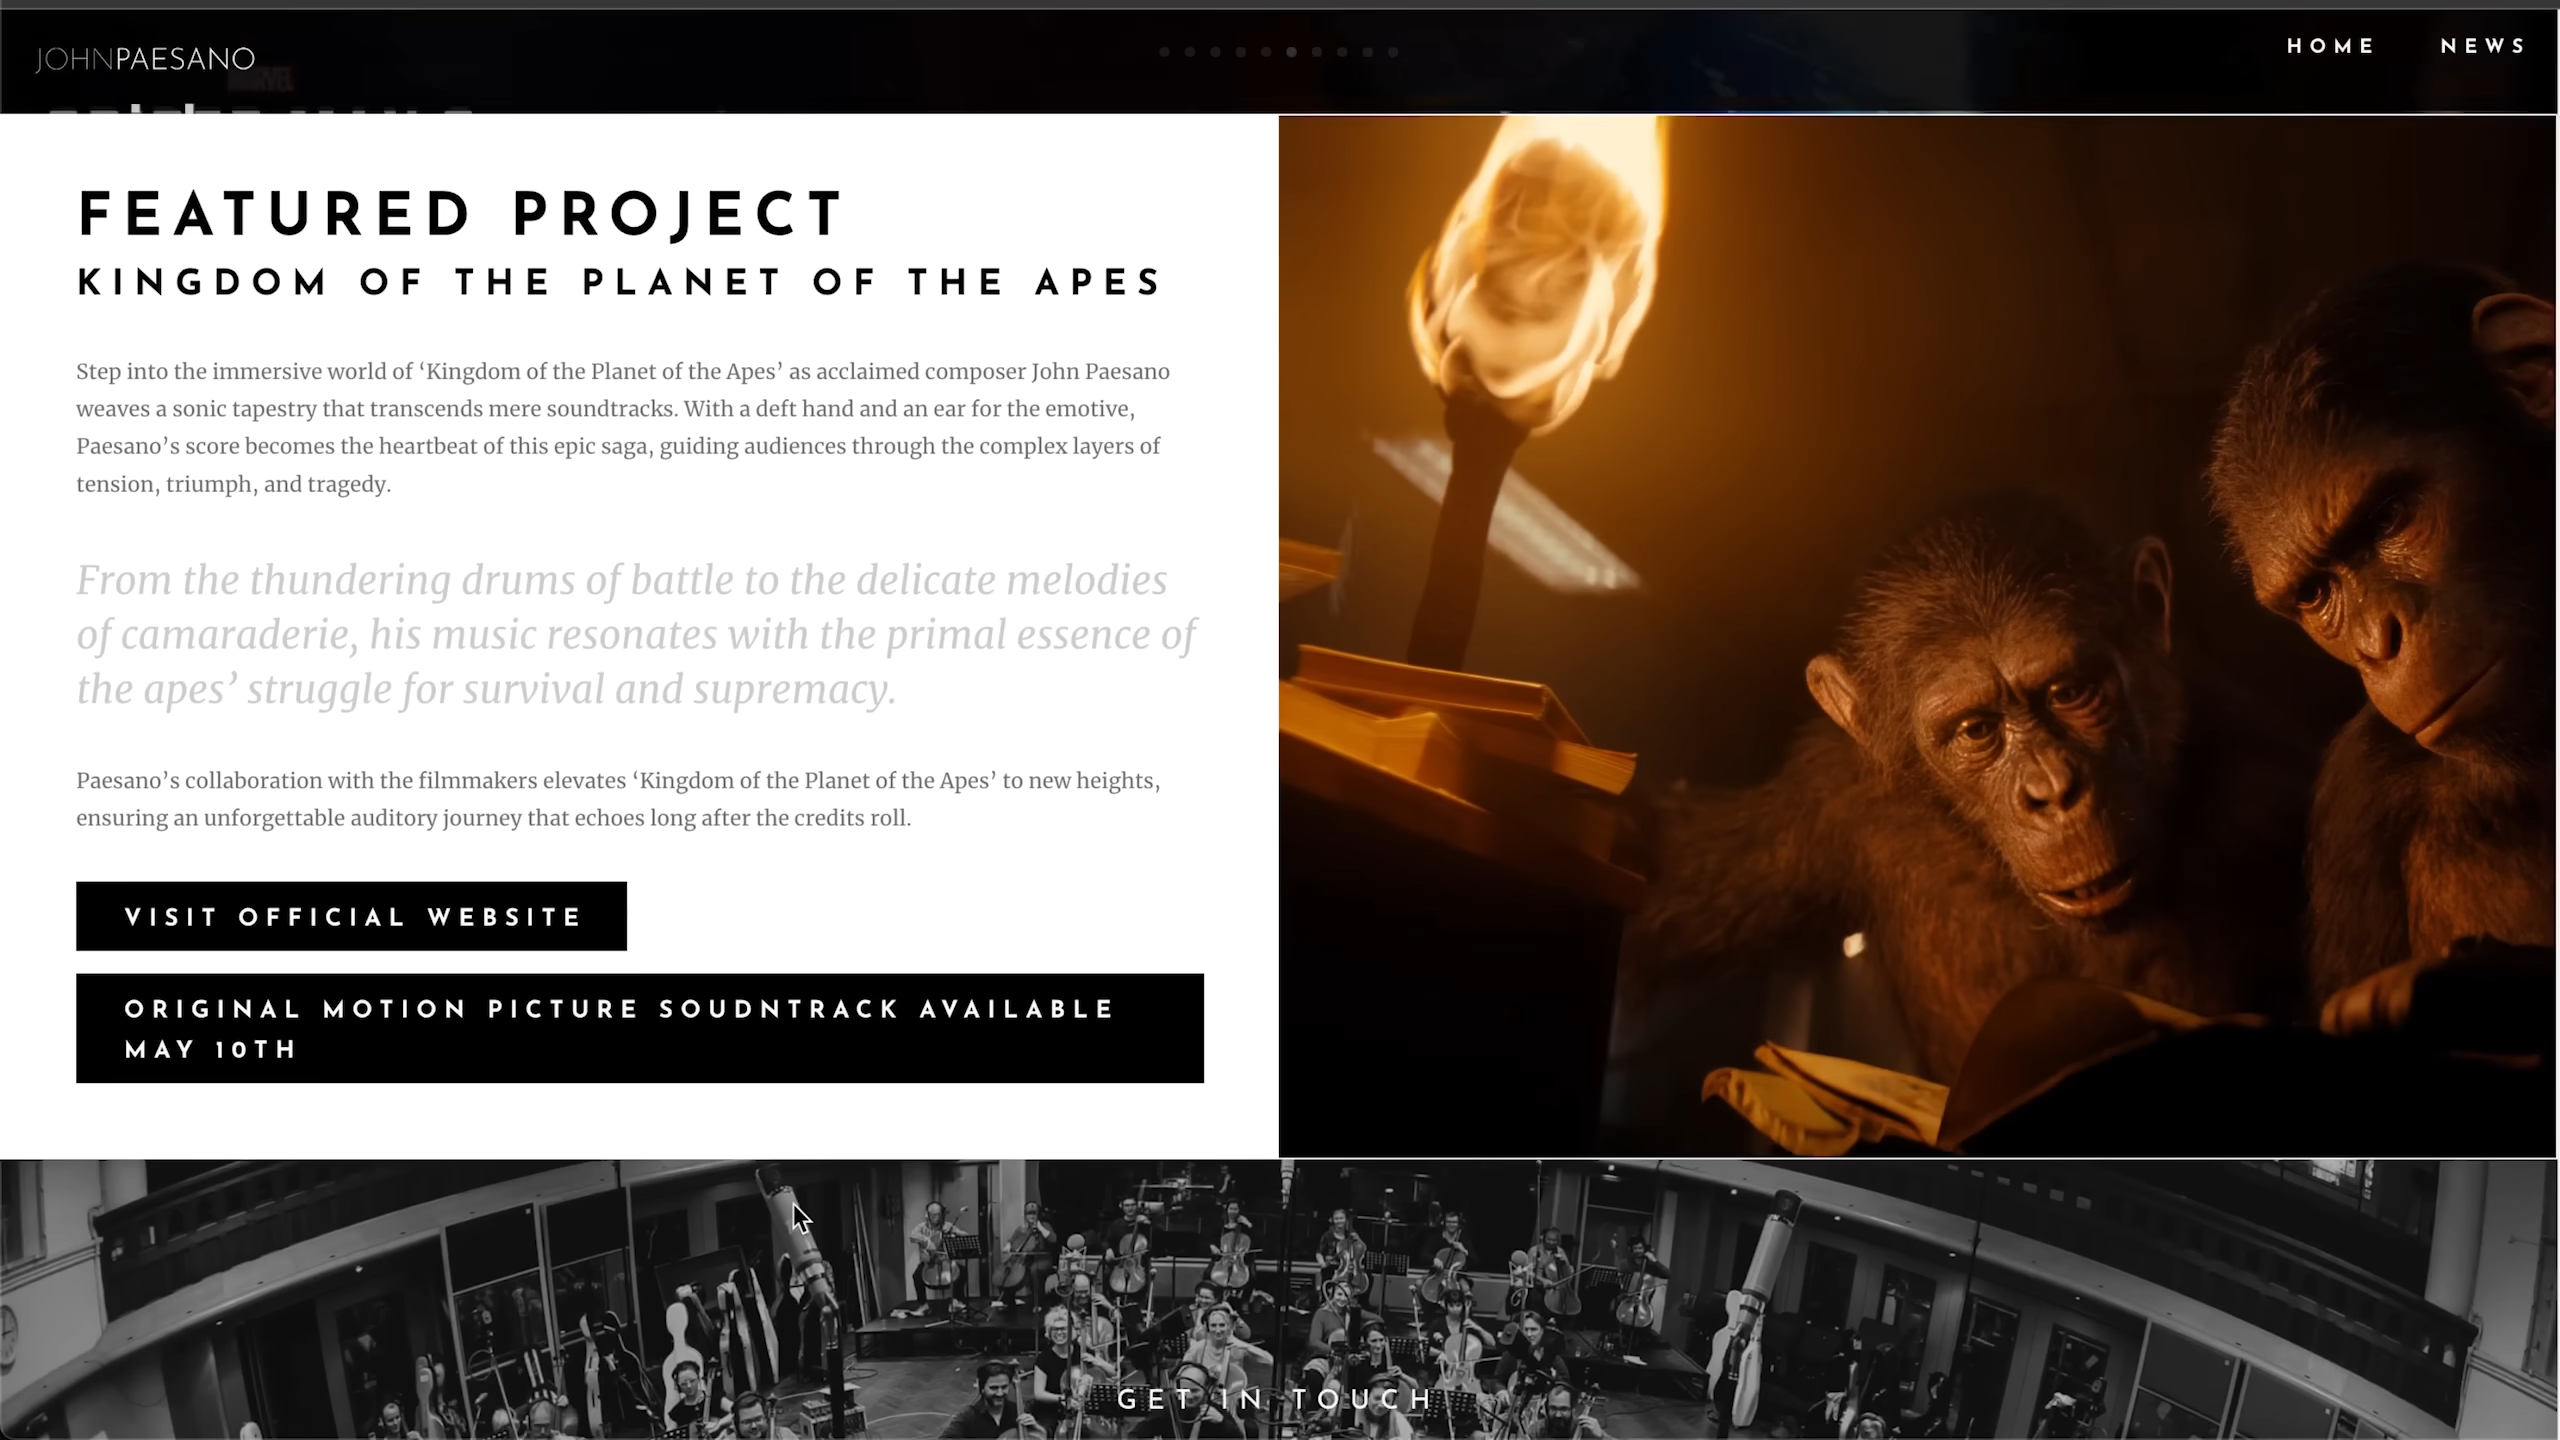 JOHNPAESANO
HOME NEWS
MARVEL
FEATURED PROJECT
KINGDOM OF THE PLANET OF THE APES
Step into the immersive world of ‘Kingdom of the Planet of the Apes’ as acclaimed composer John Paesano
weaves a sonic tapestry that transcends mere soundtracks. With a deft hand and an ear for the emotive,
Paesano’s score becomes the heartbeat of this epic saga, guiding audiences through the complex layers of
tension, triumph, and tragedy.
From the thundering drums of battle to the delicate melodies
of camaraderie, his music resonates with the primal essence of
the apes’ struggle for survival and supremacy.
Paesano’s collaboration with the filmmakers elevates ‘Kingdom of the Planet of the Apes’ to new heights,
ensuring an unforgettable auditory journey that echoes long after the credits roll.
VISIT OFFICIAL WEBSITE
ORIGINAL MOTION PICTURE SOUDNTRACK AVAILABLE
MAY 10TH
GET IN TOUCH